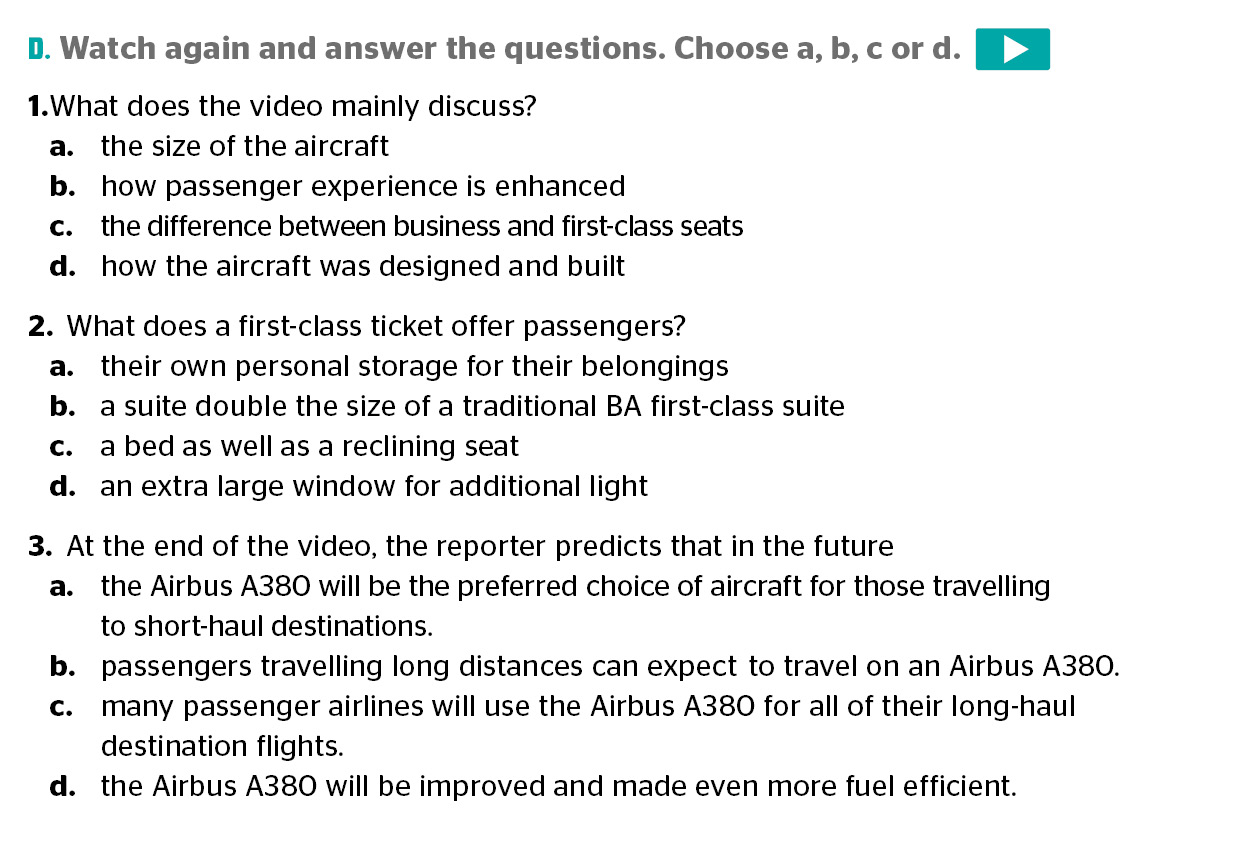 D. Watch again and answer the questions. Choose a, b, c or d.
1.What does the video mainly discuss?
a. the size of the aircraft
b. how passenger experience is enhanced
c. the difference between business and first-class seats
d. how the aircraft was designed and built
2. What does a first-class ticket offer passengers?
a. their own personal storage for their belongings
b. a suite double the size of a traditional BA first-class suite
c. a bed as well as a reclining seat
d. an extra large window for additional light
3. At the end of the video, the reporter predicts that in the future
a. the Airbus A380 will be the preferred choice of aircraft for those travelling
to short-haul destinations.
b. passengers travelling long distances can expect to travel on an Airbus A380.
c. many passenger airlines will use the Airbus A380 for all of their long-haul
destination flights.
d. the Airbus A380 will be improved and made even more fuel efficient.